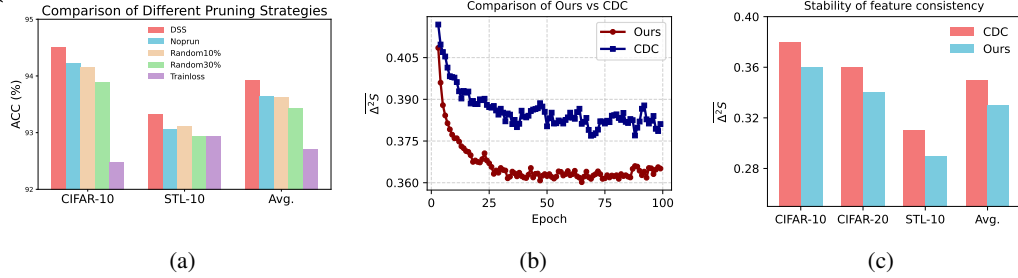 Comparison of Different Pruning Strategies
95
94
93
92
ACC (%)
DSS
Noprun
Random10%
Random30%
Trainloss
CIFAR-10 STL-10 Avg.
(a)
Comparison of Ours vs CDC
0.405
0.390
0.375
0.360
Δ²S
Ours
CDC
0 25 50 75 100
Epoch
(b)
Stability of feature consistency
0.40
0.36
0.32
0.28
Δ²S
CDC
Ours
CIFAR-10 CIFAR-20 STL-10 Avg.
(c)